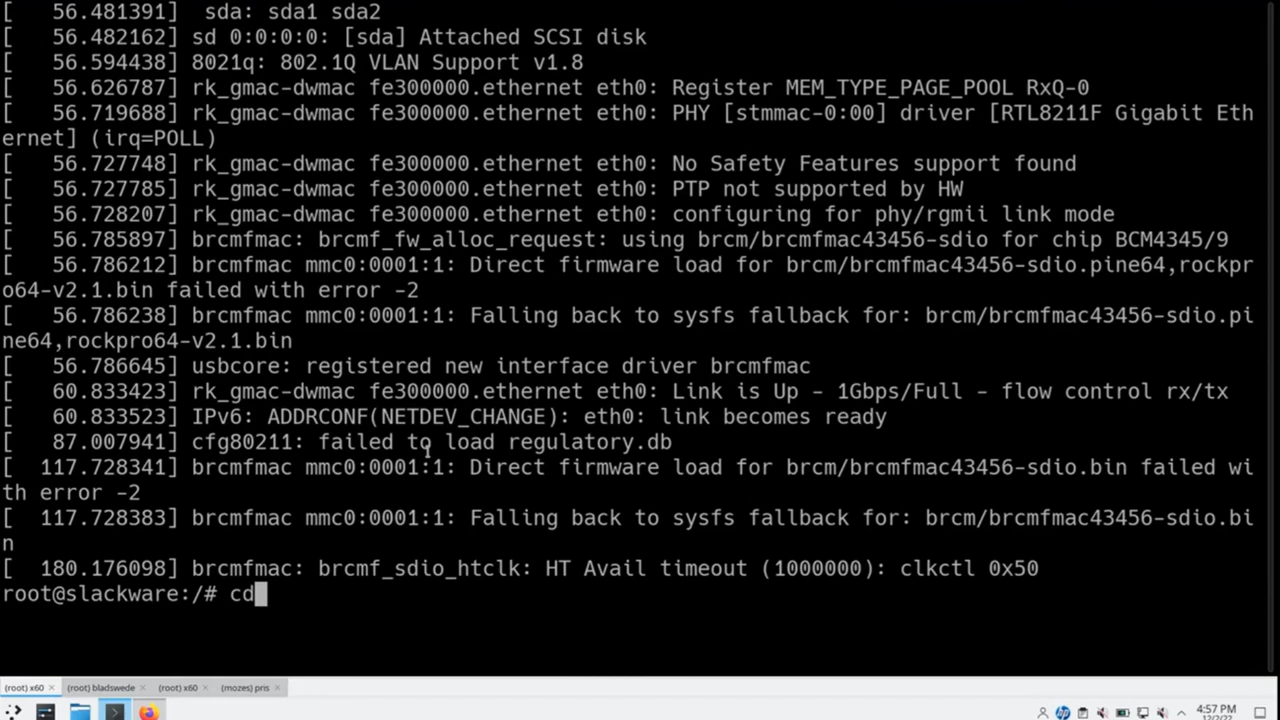 [   56.481391]  sda: sda1 sda2
[   56.482162] sd 0:0:0:0: [sda] Attached SCSI disk
[   56.594438] 8021q: 802.1Q VLAN Support v1.8
[   56.626787] rk_gmac-dwmac fe300000.ethernet eth0: Register MEM_TYPE_PAGE_POOL RxQ-0
[   56.719688] rk_gmac-dwmac fe300000.ethernet eth0: PHY [stmmac-0:00] driver [RTL8211F Gigabit Eth
ernet] (irq=POLL)
[   56.727748] rk_gmac-dwmac fe300000.ethernet eth0: No Safety Features support found
[   56.727785] rk_gmac-dwmac fe300000.ethernet eth0: PTP not supported by HW
[   56.728207] rk_gmac-dwmac fe300000.ethernet eth0: configuring for phy/rgmii link mode
[   56.785897] brcmfmac: brcmf_fw_alloc_request: using brcm/brcmfmac43456-sdio for chip BCM4345/9
[   56.786212] brcmfmac mmc0:0001:1: Direct firmware load for brcm/brcmfmac43456-sdio.pine64,rockpr
o64-v2.1.bin failed with error -2
[   56.786238] brcmfmac mmc0:0001:1: Falling back to sysfs fallback for: brcm/brcmfmac43456-sdio.pi
ne64,rockpro64-v2.1.bin
[   56.786645] usbcore: registered new interface driver brcmfmac
[   60.833423] rk_gmac-dwmac fe300000.ethernet eth0: Link is Up - 1Gbps/Full - flow control rx/tx
[   60.833523] IPv6: ADDRCONF(NETDEV_CHANGE): eth0: link becomes ready
[   87.007941] cfg80211: failed to load regulatory.db
[  117.728341] brcmfmac mmc0:0001:1: Direct firmware load for brcm/brcmfmac43456-sdio.bin failed wi
th error -2
[  117.728383] brcmfmac mmc0:0001:1: Falling back to sysfs fallback for: brcm/brcmfmac43456-sdio.bi
n
[  180.176098] brcmfmac: brcmf_sdio_htclk: HT Avail timeout (1000000): clkctl 0x50
root@slackware:/# cd
(root) x60 (root) bladswede (root) x60 (mozes) pris
4:57 PM
12/2/22